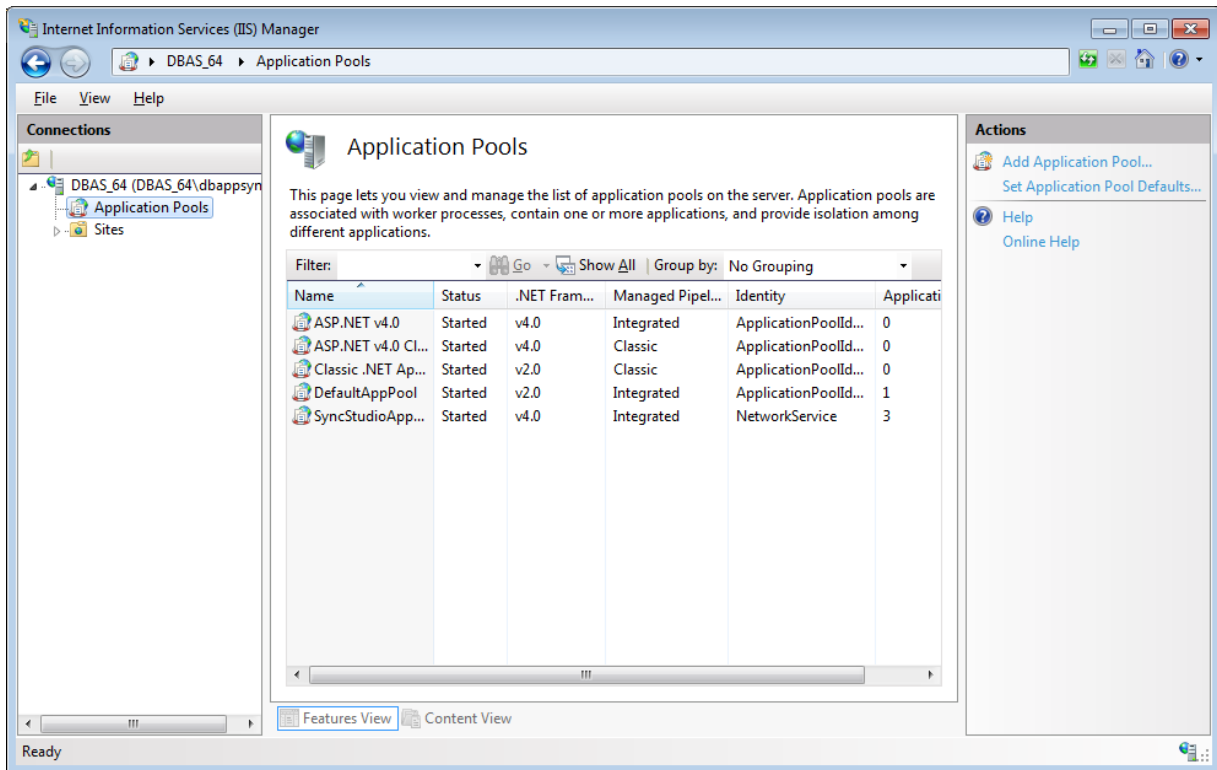 Internet Information Services (IIS) Manager
DBAS_64 Application Pools
File View Help
Connections
DBAS_64 (DBAS_64\dbappsyn
Application Pools
Sites
Application Pools
This page lets you view and manage the list of application pools on the server. Application pools are
associated with worker processes, contain one or more applications, and provide isolation among
different applications.
Filter: Go Show All Group by: No Grouping
Name Status .NET Fram... Managed Pipel... Identity Applicati
ASP.NET v4.0 Started v4.0 Integrated ApplicationPoolId... 0
ASP.NET v4.0 Cl... Started v4.0 Classic ApplicationPoolId... 0
Classic .NET Ap... Started v2.0 Classic ApplicationPoolId... 0
DefaultAppPool Started v2.0 Integrated ApplicationPoolId... 1
SyncStudioApp... Started v4.0 Integrated NetworkService 3
Features View Content View
Actions
Add Application Pool...
Set Application Pool Defaults...
Help
Online Help
Ready